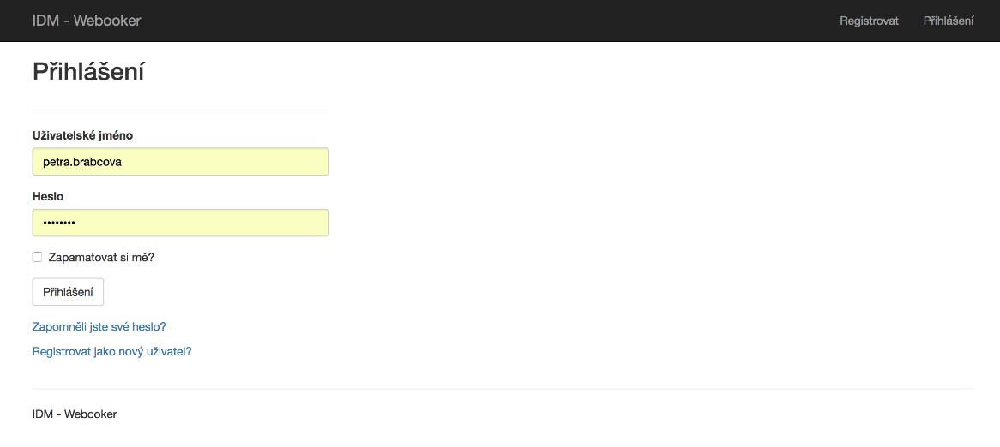 IDM - Webooker
Registrovat
Přihlášení
Přihlášení
Uživatelské jméno
petra.brabcova
Heslo
••••••••
Zapamatovat si mě?
Přihlášení
Zapomněli jste své heslo?
Registrovat jako nový uživatel?
IDM - Webooker